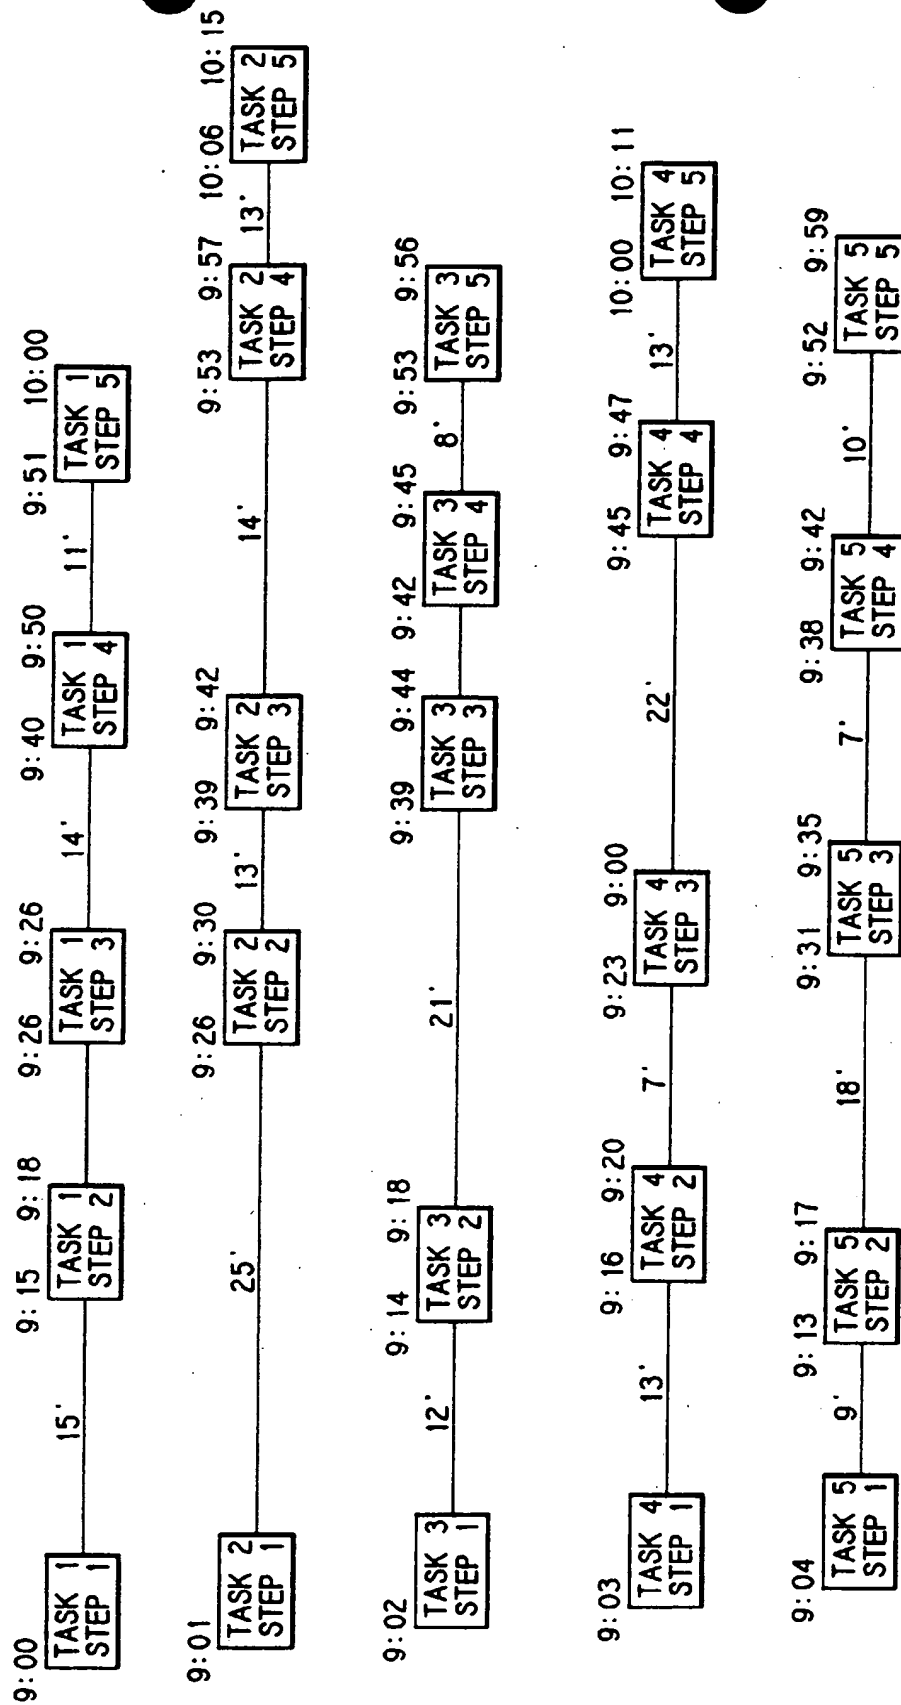 9:00
TASK 1
STEP 1
15'
9:15 9:18
TASK 1
STEP 2
9:26 9:26
TASK 1
STEP 3
14'
9:40 9:50
TASK 1
STEP 4
11'
9:51 10:00
TASK 1
STEP 5
9:01
TASK 2
STEP 1
25'
9:26 9:30
TASK 2
STEP 2
13'
9:39 9:42
TASK 2
STEP 3
14'
9:53 9:57
TASK 2
STEP 4
13'
10:06 10:15
TASK 2
STEP 5
9:02
TASK 3
STEP 1
12'
9:14 9:18
TASK 3
STEP 2
21'
9:39 9:44
TASK 3
STEP 3
9:42 9:45
TASK 3
STEP 4
8'
9:53 9:56
TASK 3
STEP 5
9:03
TASK 4
STEP 1
13'
9:16 9:20
TASK 4
STEP 2
7'
9:23 9:00
TASK 4
STEP 3
22'
9:45 9:47
TASK 4
STEP 4
13'
10:00 10:11
TASK 4
STEP 5
9:04
TASK 5
STEP 1
9'
9:13 9:17
TASK 5
STEP 2
18'
9:31 9:35
TASK 5
STEP 3
7'
9:38 9:42
TASK 5
STEP 4
10'
9:52 9:59
TASK 5
STEP 5